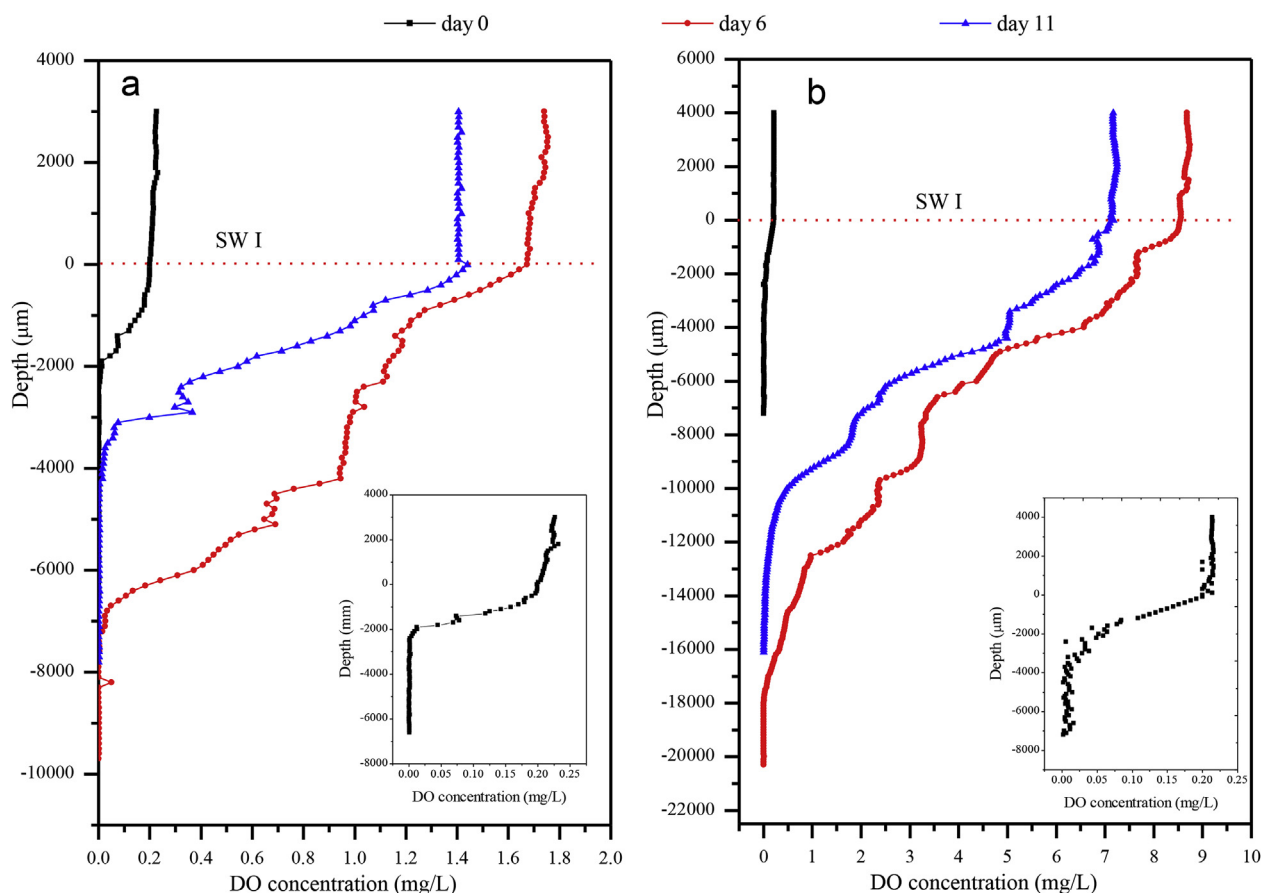 day 0 day 6 day 11
a
4000
2000
0
-2000
-4000
-6000
-8000
-10000
Depth (μm)
SW I
0.0 0.2 0.4 0.6 0.8 1.0 1.2 1.4 1.6 1.8 2.0
DO concentration (mg/L)
4000
2000
0
-2000
-4000
-6000
-8000
Depth (mm)
0.00 0.05 0.10 0.15 0.20 0.25
DO concentration (mg/L)
b
6000
4000
2000
0
-2000
-4000
-6000
-8000
-10000
-12000
-14000
-16000
-18000
-20000
-22000
Depth (μm)
SW I
0 1 2 3 4 5 6 7 8 9 10
DO concentration (mg/L)
4000
2000
0
-2000
-4000
-6000
-8000
Depth (μm)
0.00 0.05 0.10 0.15 0.20 0.25
DO concentration (mg/L)